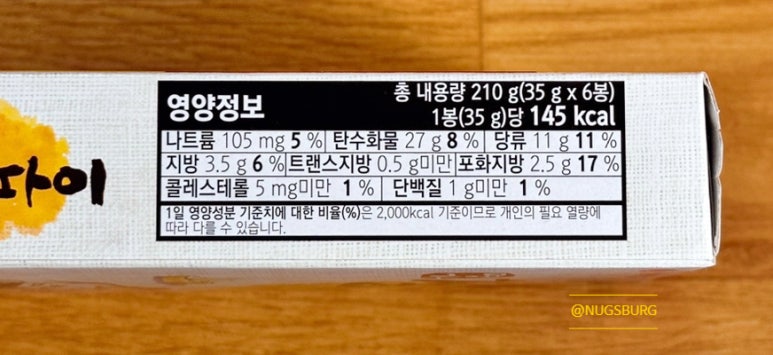 파이
영양정보
총 내용량 210 g(35 g x 6봉)
1봉(35 g)당 145 kcal
나트륨 105 mg 5 % 탄수화물 27 g 8 % 당류 11 g 11 %
지방 3.5 g 6 % 트랜스지방 0.5 g미만 포화지방 2.5 g 17 %
콜레스테롤 5 mg미만 1 % 단백질 1 g미만 1 %
1일 영양성분 기준치에 대한 비율(%)은 2,000kcal 기준이므로 개인의 필요 열량에
따라 다를 수 있습니다.
@NUGSBURG